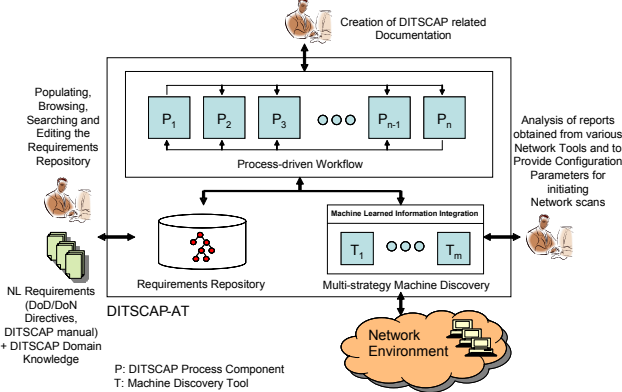 Creation of DITSCAP related
Documentation
Populating,
Browsing,
Searching and
Editing the
Requirements
Repository
P1
P2
P3
Pn-1
Pn
Process-driven Workflow
Analysis of reports
obtained from various
Network Tools and to
Provide Configuration
Parameters for
initiating
Network scans
Machine Learned Information Integration
T1
Tm
Requirements Repository
Multi-strategy Machine Discovery
DITSCAP-AT
NL Requirements
(DoD/DoN
Directives,
DITSCAP manual)
+ DITSCAP Domain
Knowledge
Network
Environment
P: DITSCAP Process Component
T: Machine Discovery Tool